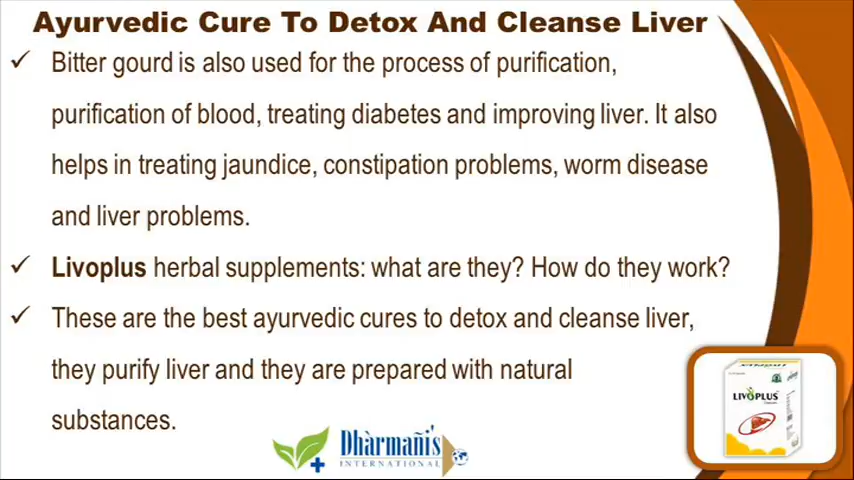 Ayurvedic Cure To Detox And Cleanse Liver
✓ Bitter gourd is also used for the process of purification,
purification of blood, treating diabetes and improving liver. It also
helps in treating jaundice, constipation problems, worm disease
and liver problems.
✓ Livoplus herbal supplements: what are they? How do they work?
✓ These are the best ayurvedic cures to detox and cleanse liver,
they purify liver and they are prepared with natural
substances.
LIVOPLUS
Dhàrmañi's
INTERNATIONAL